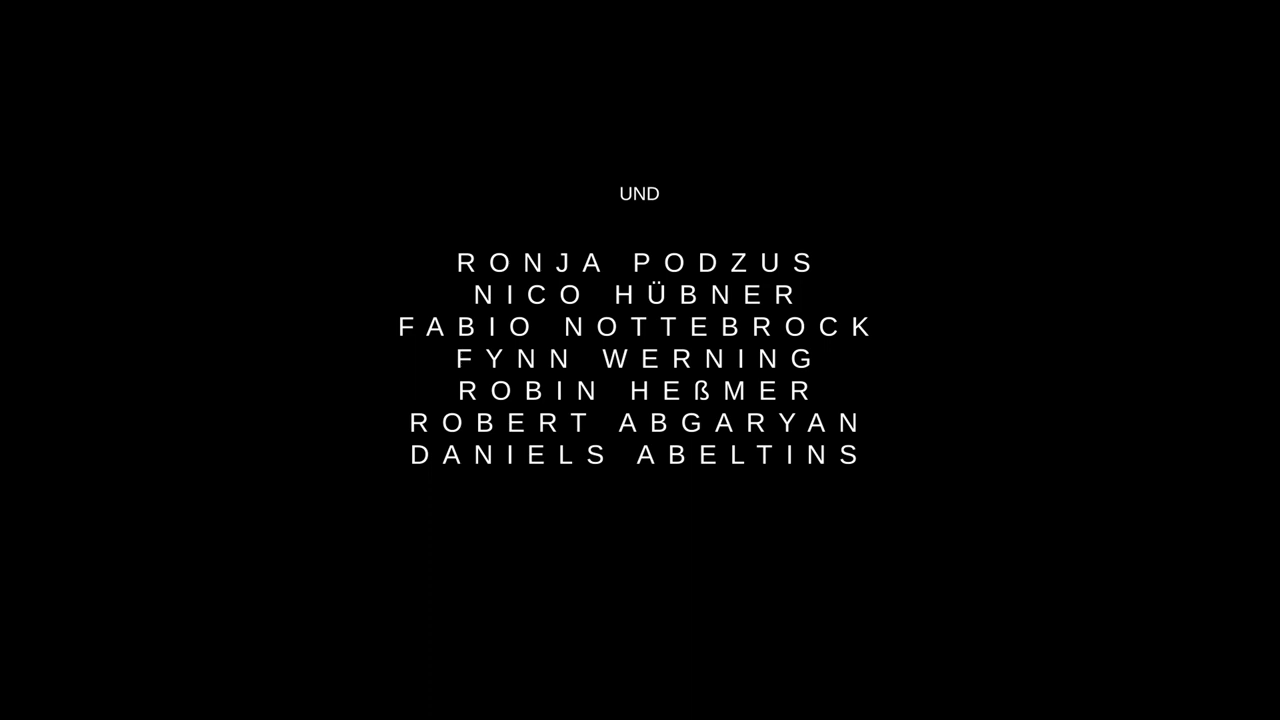 UND
RONJA PODZUS
NICO HÜBNER
FABIO NOTTEBROCK
FYNN WERNING
ROBIN HEßMER
ROBERT ABGARYAN
DANIELS ABELTINS